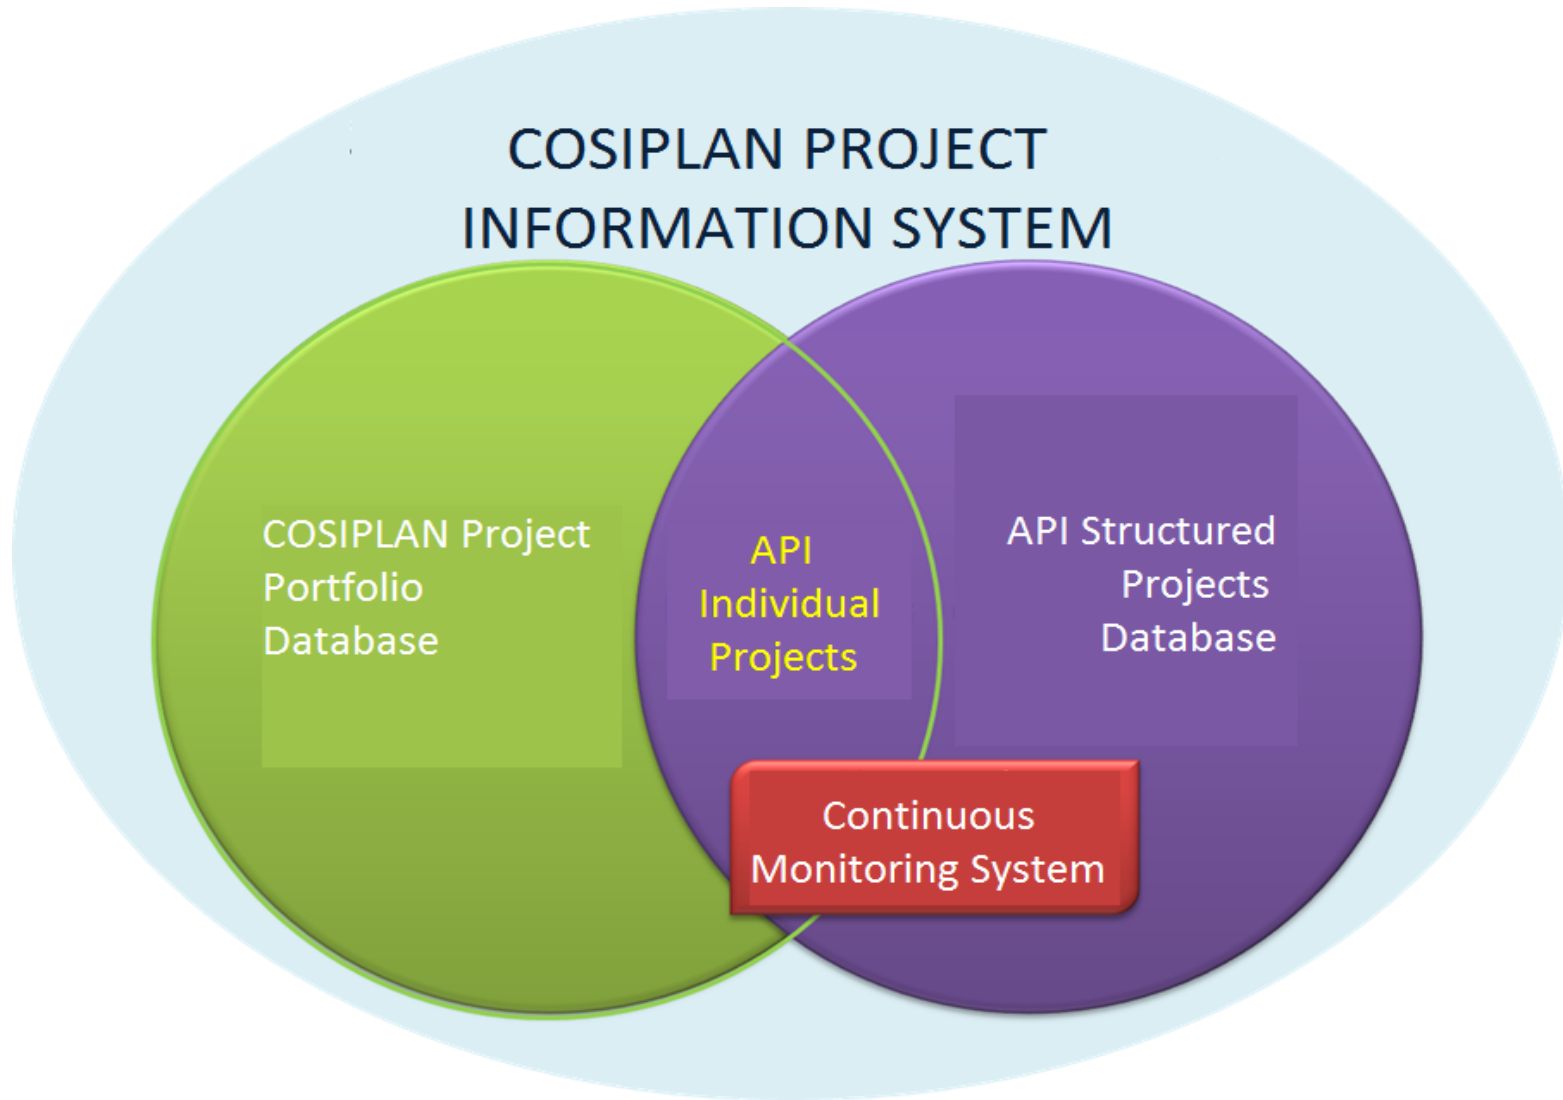 COSIPLAN PROJECT
INFORMATION SYSTEM
COSIPLAN Project
Portfolio
Database
API
Individual
Projects
API Structured
Projects
Database
Continuous
Monitoring System